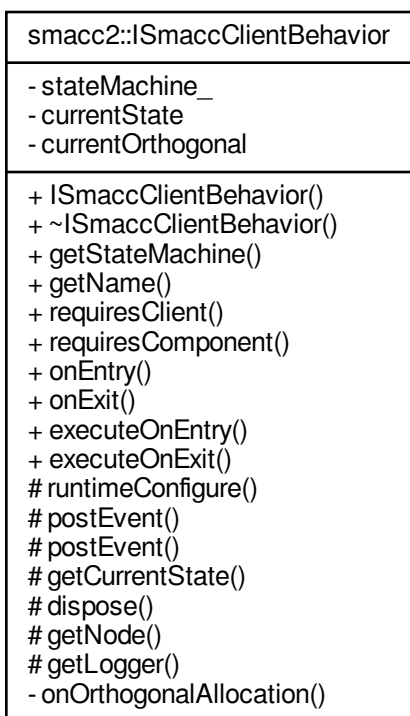 smacc2::ISmaccClientBehavior
- stateMachine_
- currentState
- currentOrthogonal
+ ISmaccClientBehavior()
+ ~ISmaccClientBehavior()
+ getStateMachine()
+ getName()
+ requiresClient()
+ requiresComponent()
+ onEntry()
+ onExit()
+ executeOnEntry()
+ executeOnExit()
# runtimeConfigure()
# postEvent()
# postEvent()
# getCurrentState()
# dispose()
# getNode()
# getLogger()
- onOrthogonalAllocation()